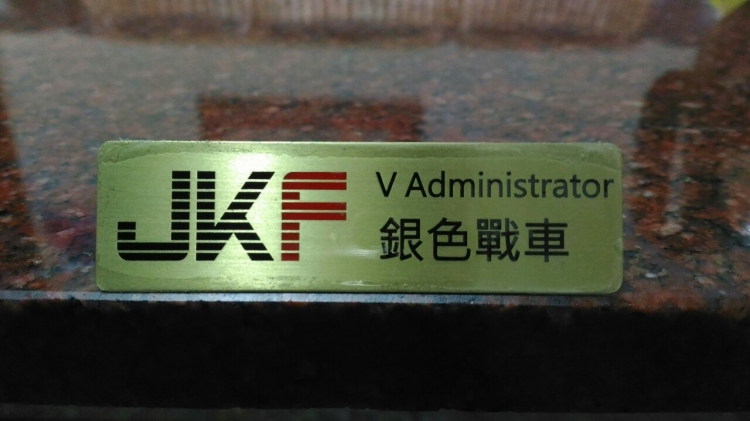 JKF
V Administrator
銀色戰車